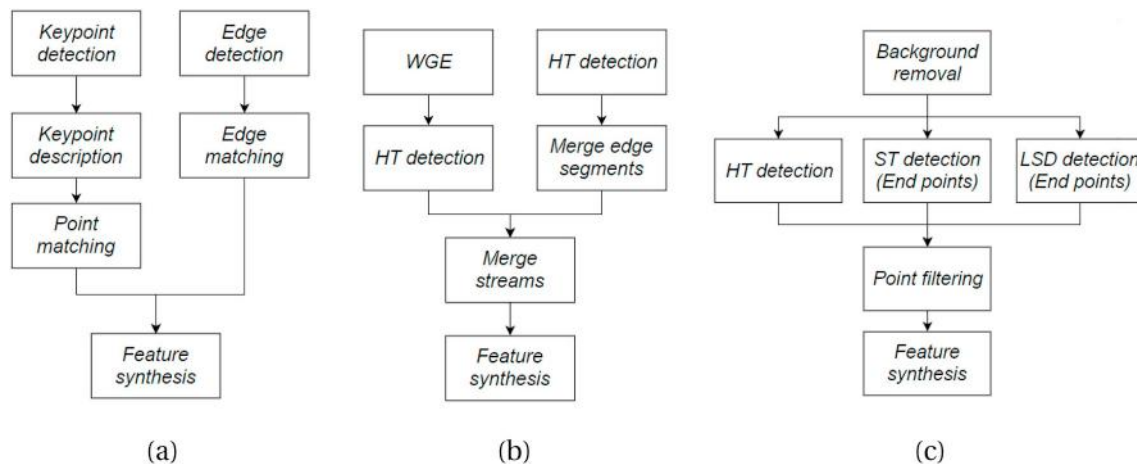 Keypoint
detection
Edge
detection
Keypoint
description
Edge
matching
Point
matching
Feature
synthesis
(a)
WGE
HT detection
HT detection
Merge edge
segments
Merge
streams
Feature
synthesis
(b)
Background
removal
HT detection
ST detection
(End points)
LSD detection
(End points)
Point filtering
Feature
synthesis
(c)